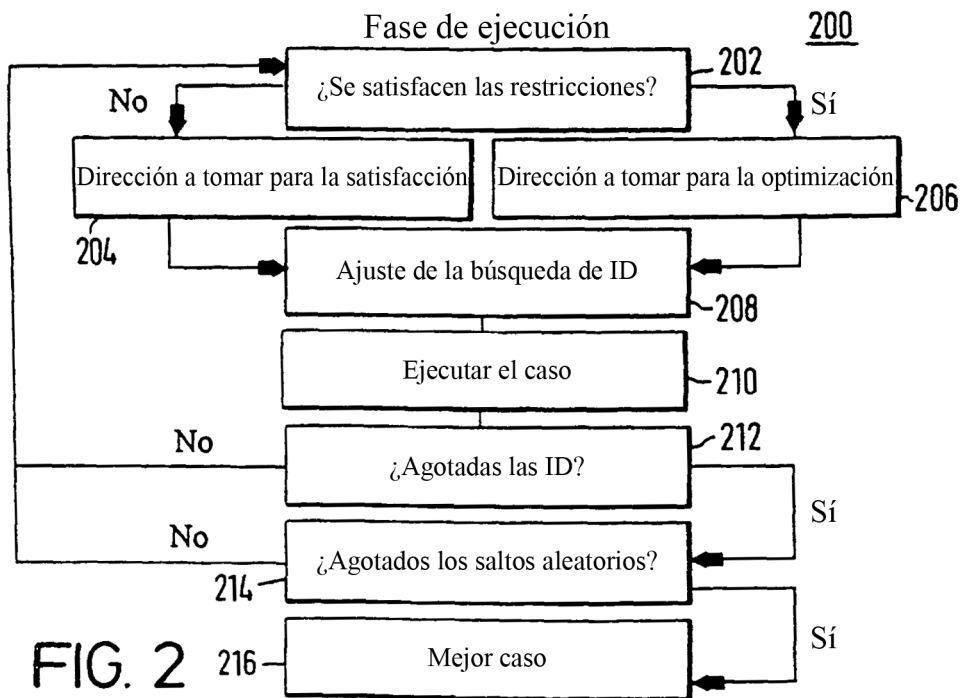 Fase de ejecución
200
202
¿Se satisfacen las restricciones?
No
Sí
Dirección a tomar para la satisfacción
Dirección a tomar para la optimización
204
206
Ajuste de la búsqueda de ID
208
Ejecutar el caso
210
212
No
¿Agotadas las ID?
Sí
No
¿Agotados los saltos aleatorios?
214
Sí
FIG. 2
216
Mejor caso